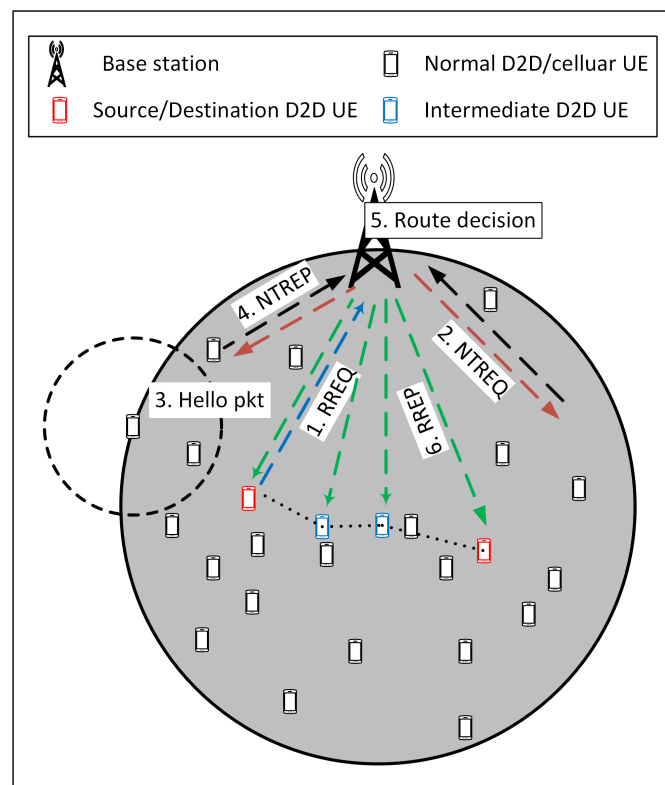 Base station
Normal D2D/celluar UE
Source/Destination D2D UE
Intermediate D2D UE
5. Route decision
4. NTREP
2. NTREQ
3. Hello pkt
1. RREQ
6. RREP